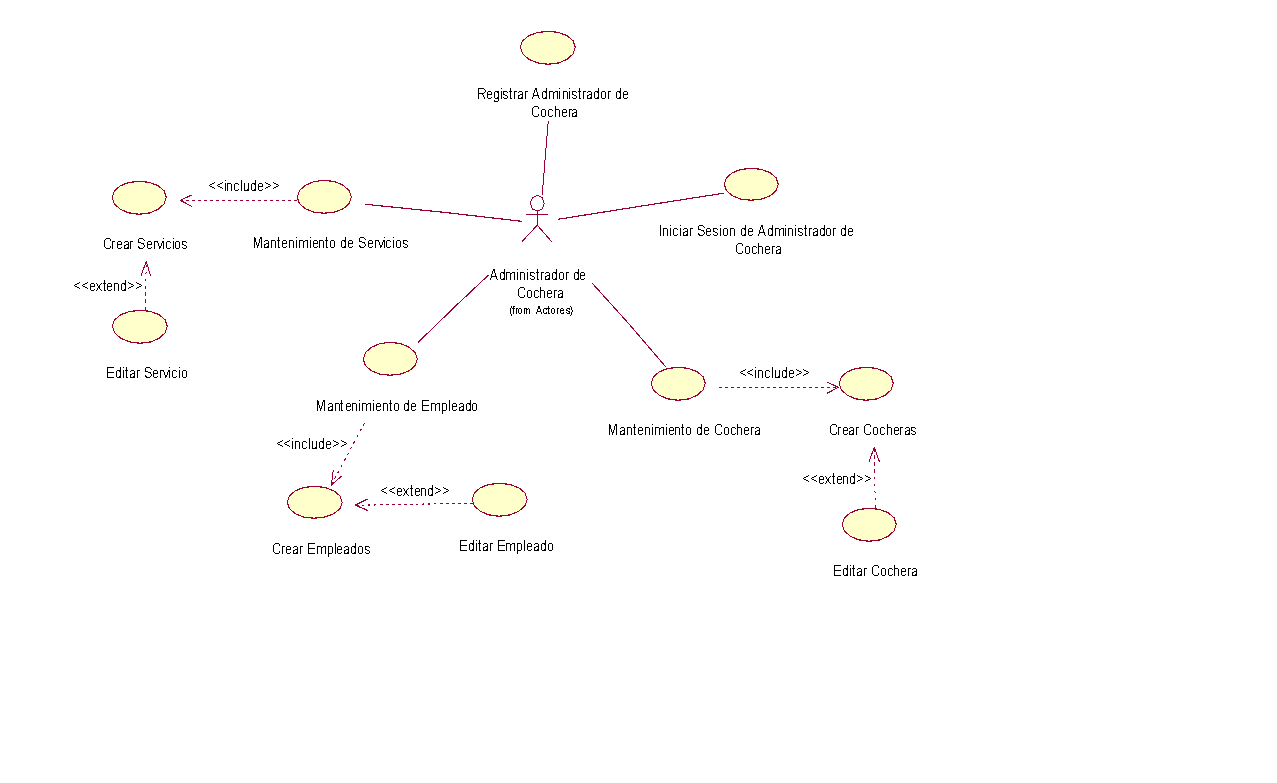 Registrar Administrador de
Cochera
<<include>>
Crear Servicios
Mantenimiento de Servicios
Iniciar Sesion de Administrador de
Cochera
<<extend>>
Administrador de
Cochera
(from Actores)
Editar Servicio
<<include>>
Mantenimiento de Empleado
Mantenimiento de Cochera
Crear Cocheras
<<include>>
<<extend>>
<<extend>>
Crear Empleados
Editar Empleado
Editar Cochera